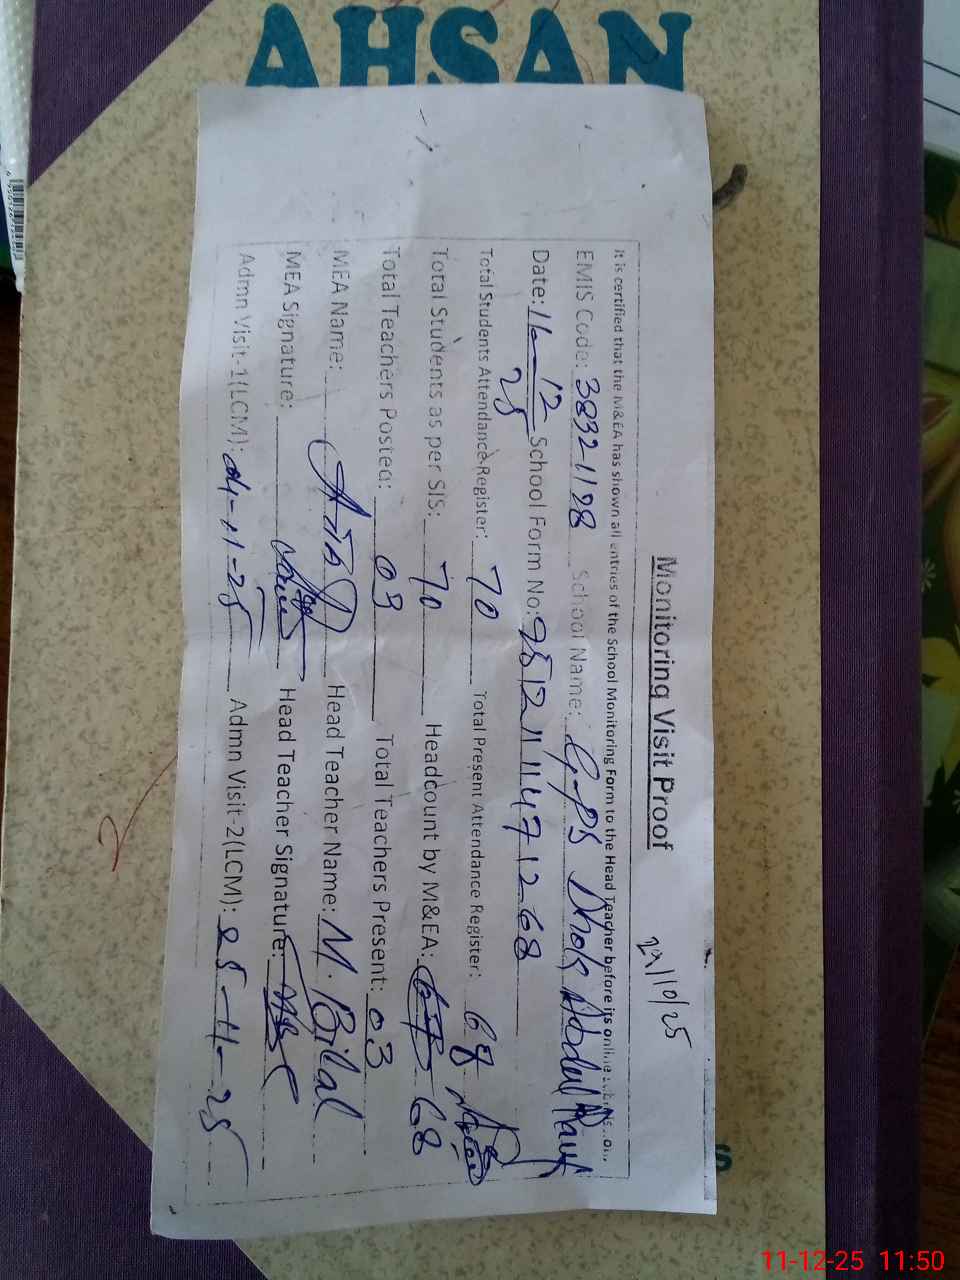 AHSAN
22/10/25
Monitoring Visit Proof
It is certified that the M&EA has shown all entries of the School Monitoring Form to the Head Teacher before its online
EMIS Code: 38321128 School Name: G-PS Dhok Abdul Rauf
Date: 16-12-25 School Form No: 9512 11471268
Total Students Attendance Register: 70 Total Present Attendance Register: 68
Total Students as per SIS: 70 Headcount by M&EA: 68
Total Teachers Posted: 03 Total Teachers Present: 03
MEA Name: Head Teacher Name: M. Bilal
MEA Signature: Head Teacher Signature:
Admn Visit-1(LCM): 04-11-25 Admn Visit-2(LCM): 25-11-25
S
11-12-25 11:50